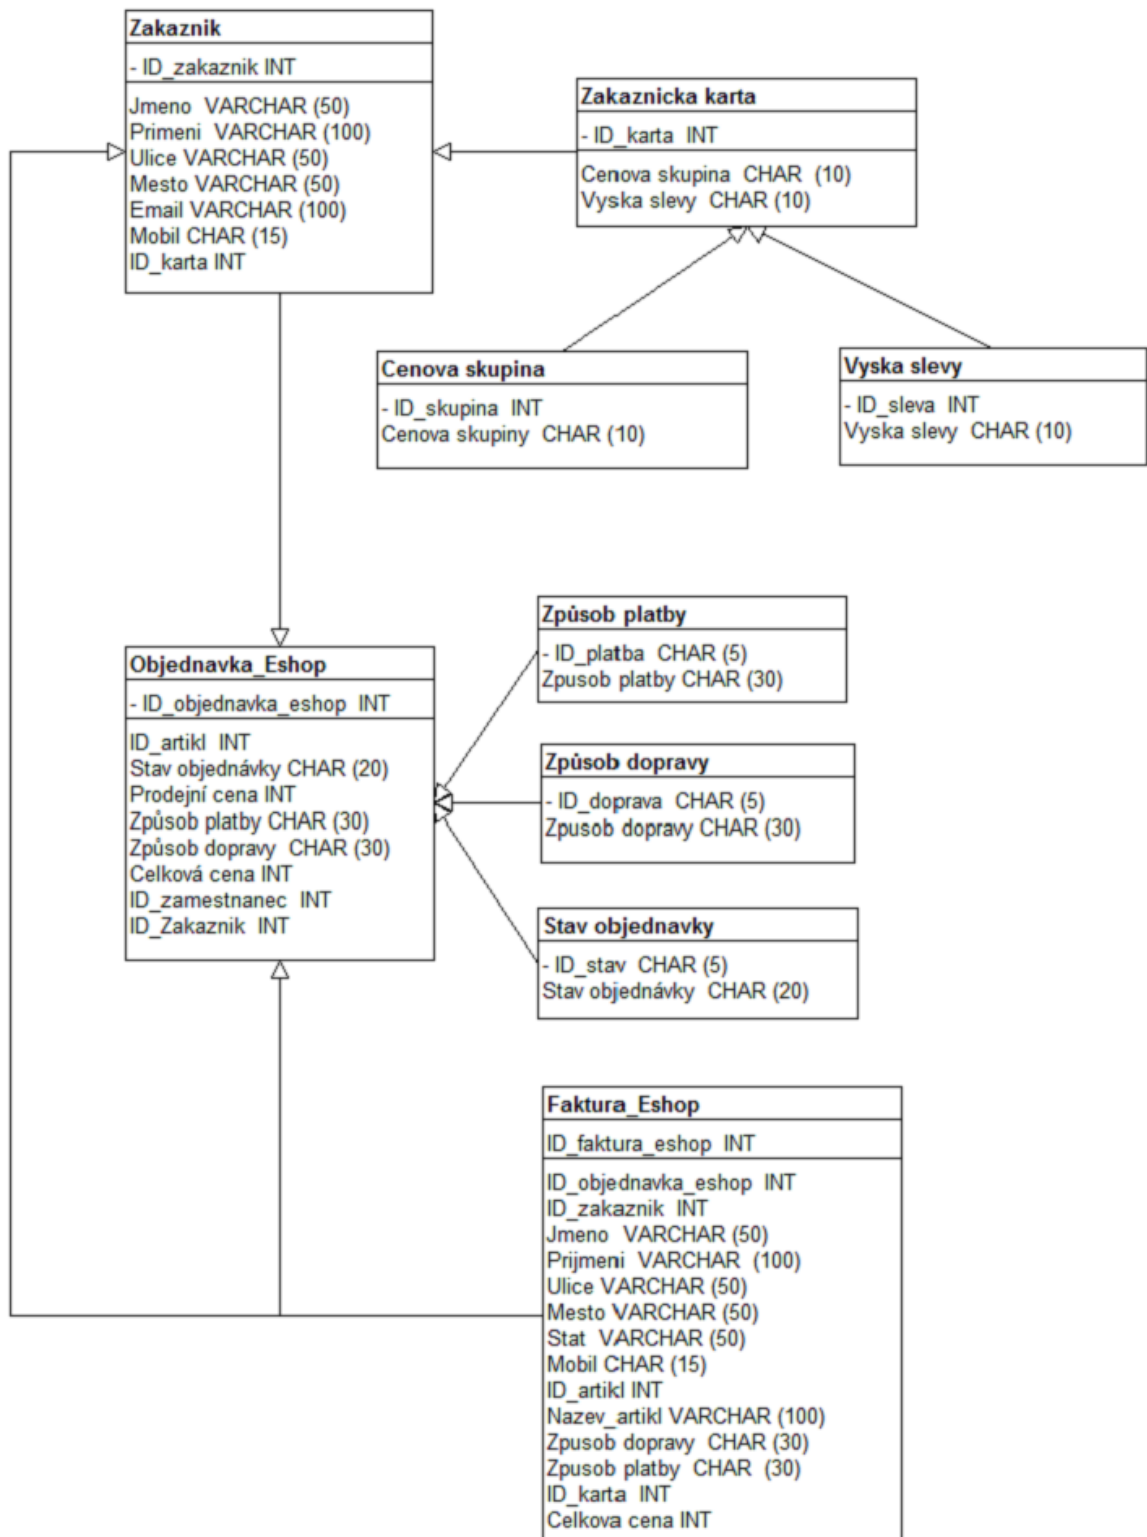 Zakaznik
- ID_zakaznik INT
Jmeno VARCHAR (50)
Primeni VARCHAR (100)
Ulice VARCHAR (50)
Mesto VARCHAR (50)
Email VARCHAR (100)
Mobil CHAR (15)
ID_karta INT
Zakaznicka karta
- ID_karta INT
Cenova skupina CHAR (10)
Vyska slevy CHAR (10)
Cenova skupina
- ID_skupina INT
Cenova skupiny CHAR (10)
Vyska slevy
- ID_sleva INT
Vyska slevy CHAR (10)
Objednavka_Eshop
- ID_objednavka_eshop INT
ID_artikl INT
Stav objednávky CHAR (20)
Prodejní cena INT
Způsob platby CHAR (30)
Způsob dopravy CHAR (30)
Celková cena INT
ID_zamestnanec INT
ID_Zakaznik INT
Způsob platby
- ID_platba CHAR (5)
Zpusob platby CHAR (30)
Způsob dopravy
- ID_doprava CHAR (5)
Zpusob dopravy CHAR (30)
Stav objednavky
- ID_stav CHAR (5)
Stav objednávky CHAR (20)
Faktura_Eshop
ID_faktura_eshop INT
ID_objednavka_eshop INT
ID_zakaznik INT
Jmeno VARCHAR (50)
Prijmeni VARCHAR (100)
Ulice VARCHAR (50)
Mesto VARCHAR (50)
Stat VARCHAR (50)
Mobil CHAR (15)
ID_artikl INT
Nazev_artikl VARCHAR (100)
Zpusob dopravy CHAR (30)
Zpusob platby CHAR (30)
ID_karta INT
Celkova cena INT